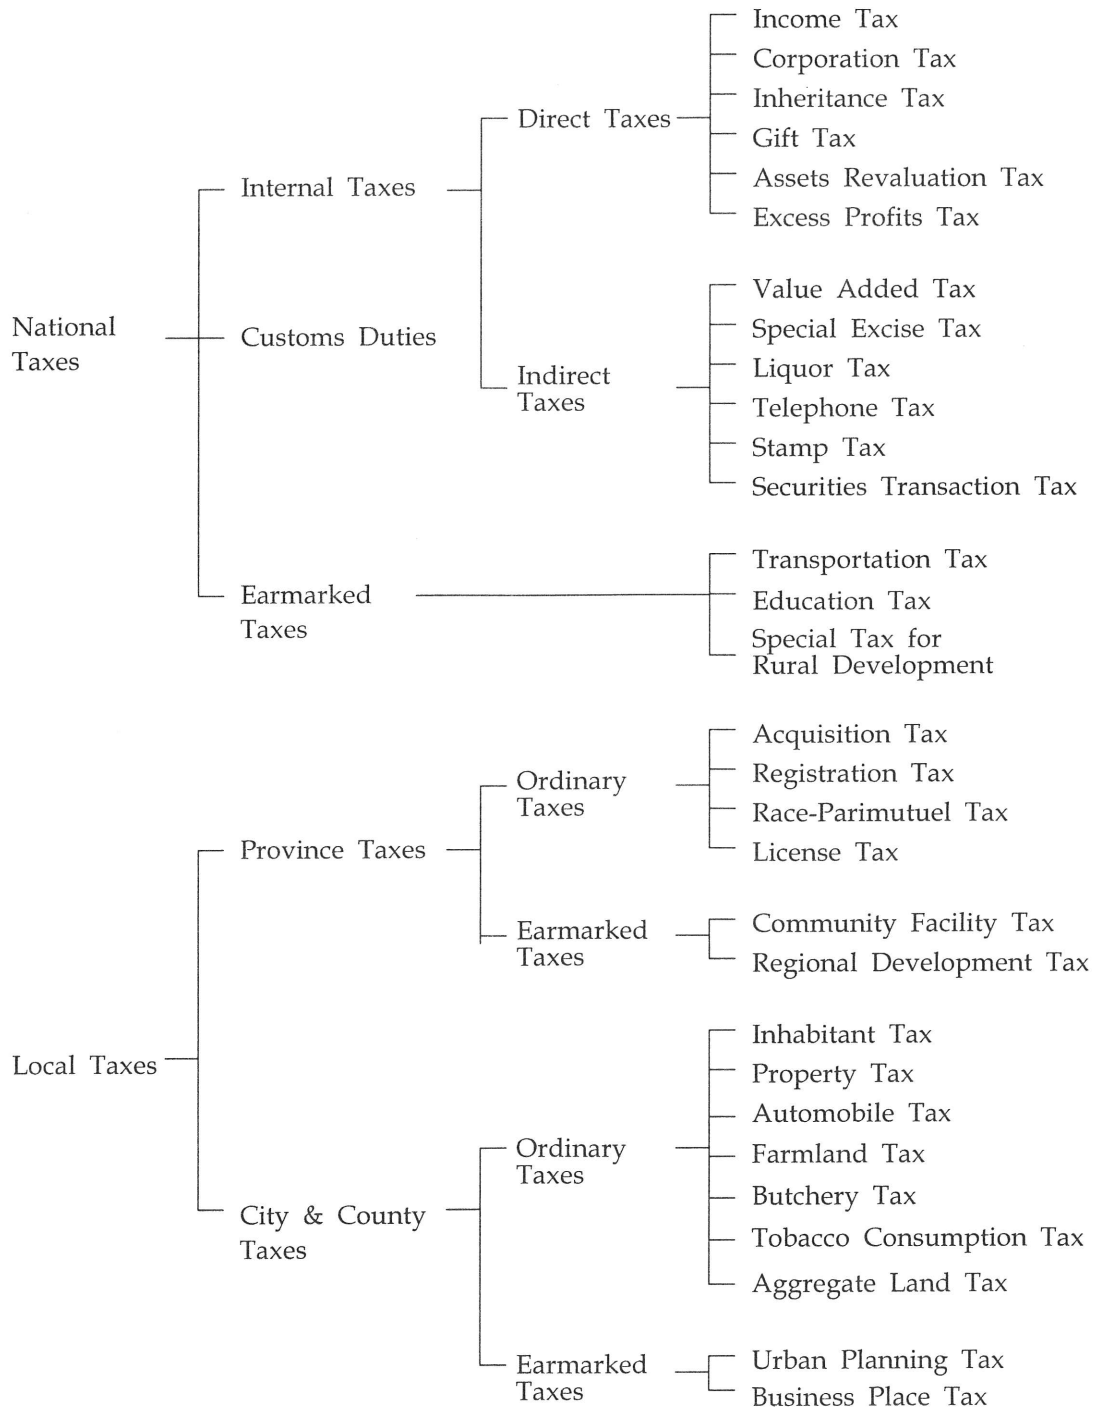 National
Taxes
Internal Taxes
Direct Taxes
Income Tax
Corporation Tax
Inheritance Tax
Gift Tax
Assets Revaluation Tax
Excess Profits Tax
Indirect
Taxes
Value Added Tax
Special Excise Tax
Liquor Tax
Telephone Tax
Stamp Tax
Securities Transaction Tax
Customs Duties
Earmarked
Taxes
Transportation Tax
Education Tax
Special Tax for
Rural Development
Local Taxes
Province Taxes
Ordinary
Taxes
Acquisition Tax
Registration Tax
Race-Parimutuel Tax
License Tax
Earmarked
Taxes
Community Facility Tax
Regional Development Tax
City & County
Taxes
Ordinary
Taxes
Inhabitant Tax
Property Tax
Automobile Tax
Farmland Tax
Butchery Tax
Tobacco Consumption Tax
Aggregate Land Tax
Earmarked
Taxes
Urban Planning Tax
Business Place Tax